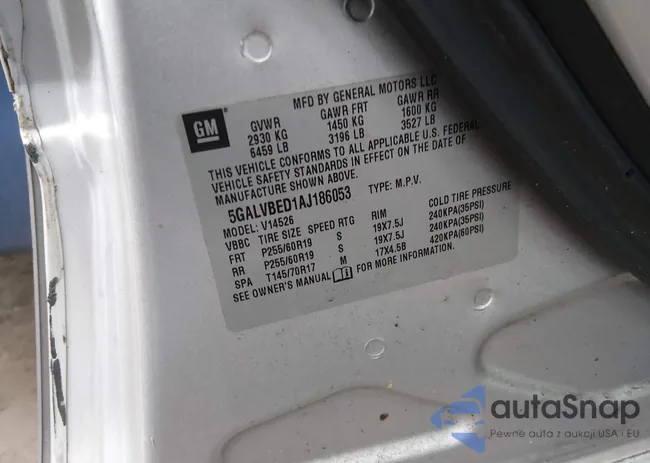 MFD BY GENERAL MOTORS LLC
GM
GVWR GAWR FRT GAWR RR
2930 KG 1450 KG 1600 KG
6459 LB 3196 LB 3527 LB
THIS VEHICLE CONFORMS TO ALL APPLICABLE U.S. FEDERAL
VEHICLE SAFETY STANDARDS IN EFFECT ON THE DATE OF
MANUFACTURE SHOWN ABOVE.
5GALVBED1AJ186053 TYPE: M.P.V.
MODEL: V14526
VBBC TIRE SIZE SPEED RTG RIM COLD TIRE PRESSURE
FRT P255/60R19 S 19X7.5J 240KPA(35PSI)
RR P255/60R19 S 19X7.5J 240KPA(35PSI)
SPA T145/70R17 M 17X4.5B 420KPA(60PSI)
SEE OWNER'S MANUAL FOR MORE INFORMATION.
autaSnap
Pewne auta z aukcji USA i EU